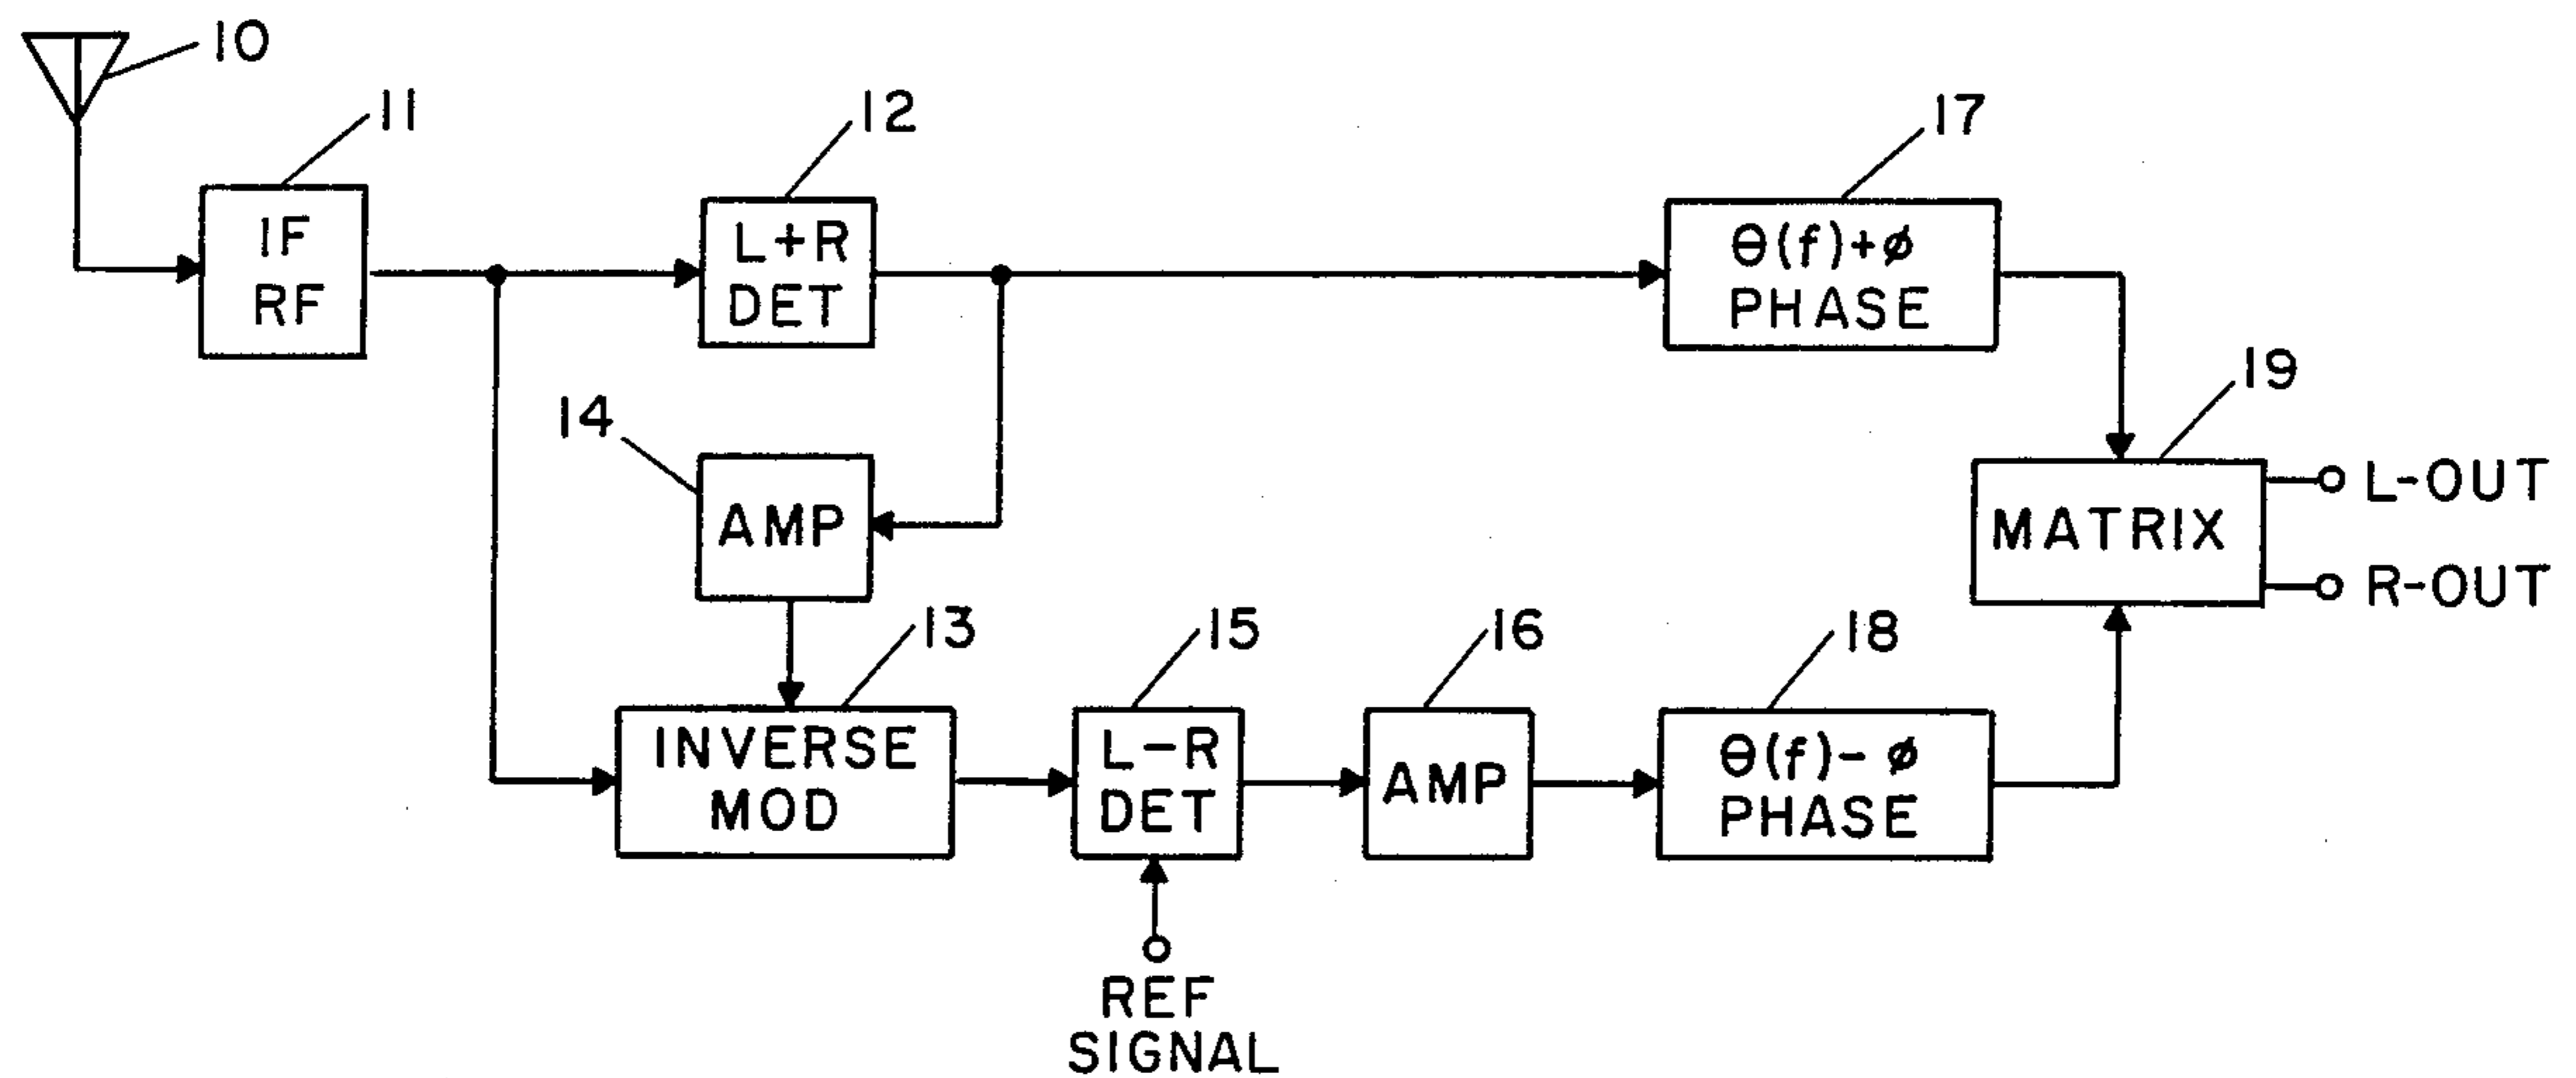 10
11
IF
RF
12
L+R
DET
17
θ(f)+ø
PHASE
14
AMP
19
MATRIX
L-OUT
R-OUT
13
INVERSE
MOD
15
L-R
DET
16
AMP
18
θ(f)- ø
PHASE
REF
SIGNAL